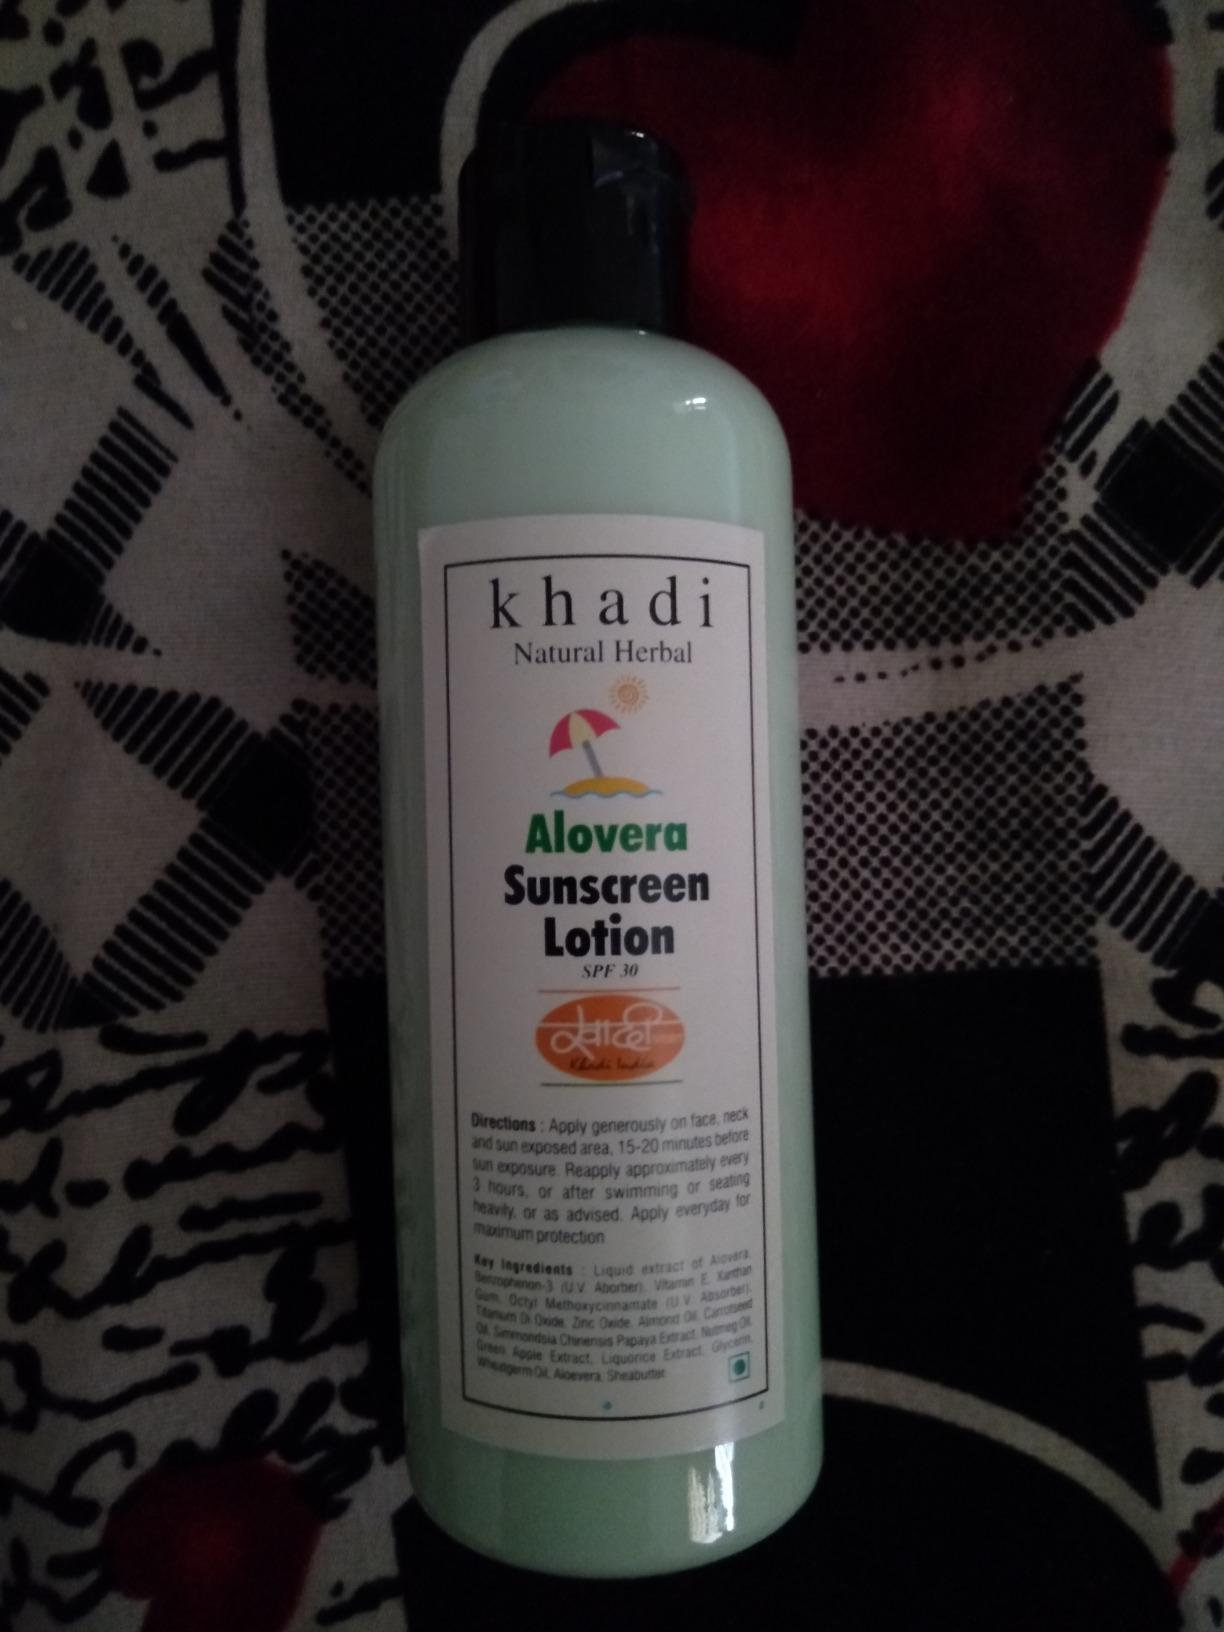 khadi
Natural Herbal
Alovera
Sunscreen
Lotion
SPF 30
खादी
Khadi India
Directions : Apply generously on face, neck
and sun exposed area, 15-20 minutes before
sun exposure. Reapply approximately every
3 hours, or after swimming or seating
heavily, or as advised. Apply everyday for
maximum protection
Key Ingredients : Liquid extract of Alovera,
Benzophenon-3 (U.V. Aborber), Vitamin E, Xanthan
Gum, Octyl Methoxycinnamate (U.V. Absorber),
Titanium Di Oxide, Zinc Oxide, Almond Oil, Carrotseed
Oil, Simmondsia Chinensis Papaya Extract, Nutmeg Oil,
Green Apple Extract, Liquorice Extract, Glycerin,
Wheatgerm Oil, Aloevera, Sheabutter.